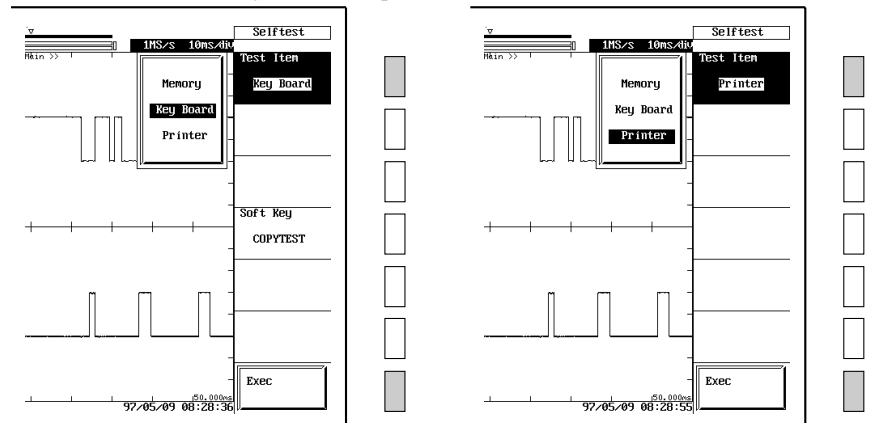 Selftest
1MS/s 10ms/div
Main >>
Test Item
Key Board
Memory
Key Board
Printer
Soft Key
COPYTEST
Exec
50.000ms
97/05/09 08:28:36
Selftest
1MS/s 10ms/div
Main >>
Test Item
Printer
Memory
Key Board
Printer
Exec
50.000ms
97/05/09 08:28:55